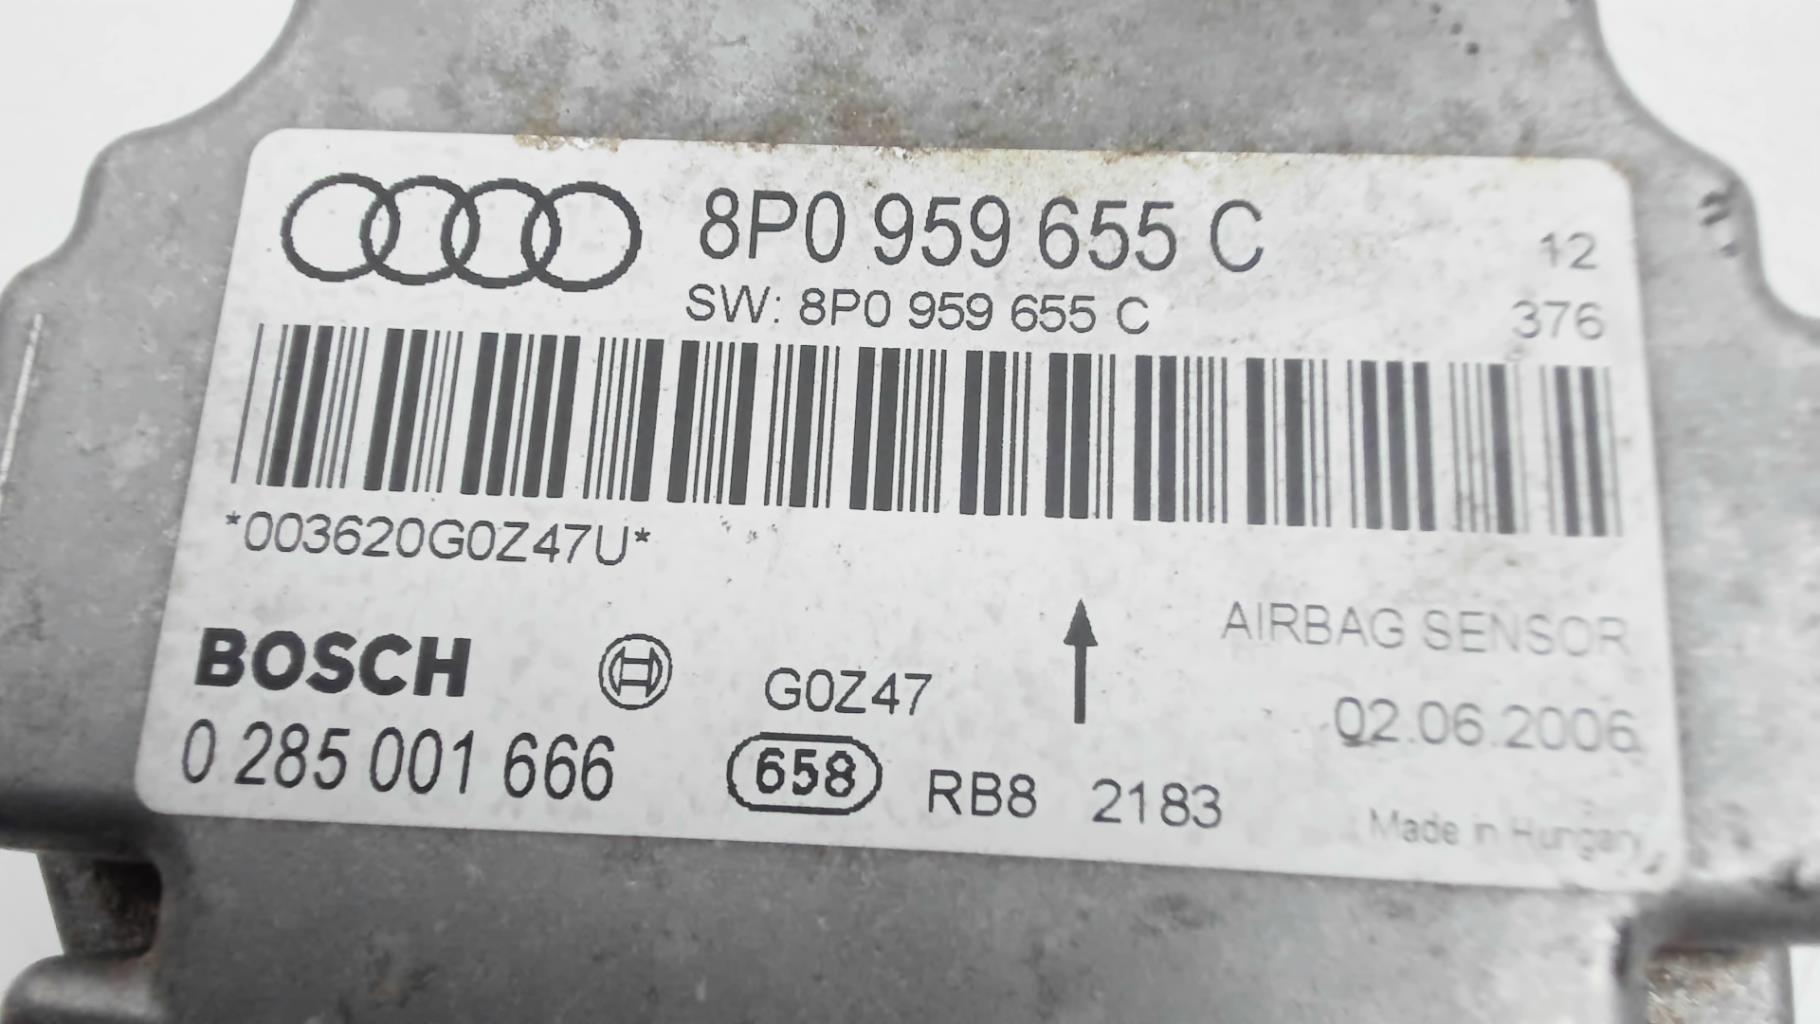 8P0 959 655 C
12
SW: 8P0 959 655 C
376
*003620G0Z47U*
AIRBAG SENSOR
BOSCH
G0Z47
02.06.2006
0 285 001 666
658
RB8 2183
Made in Hungary